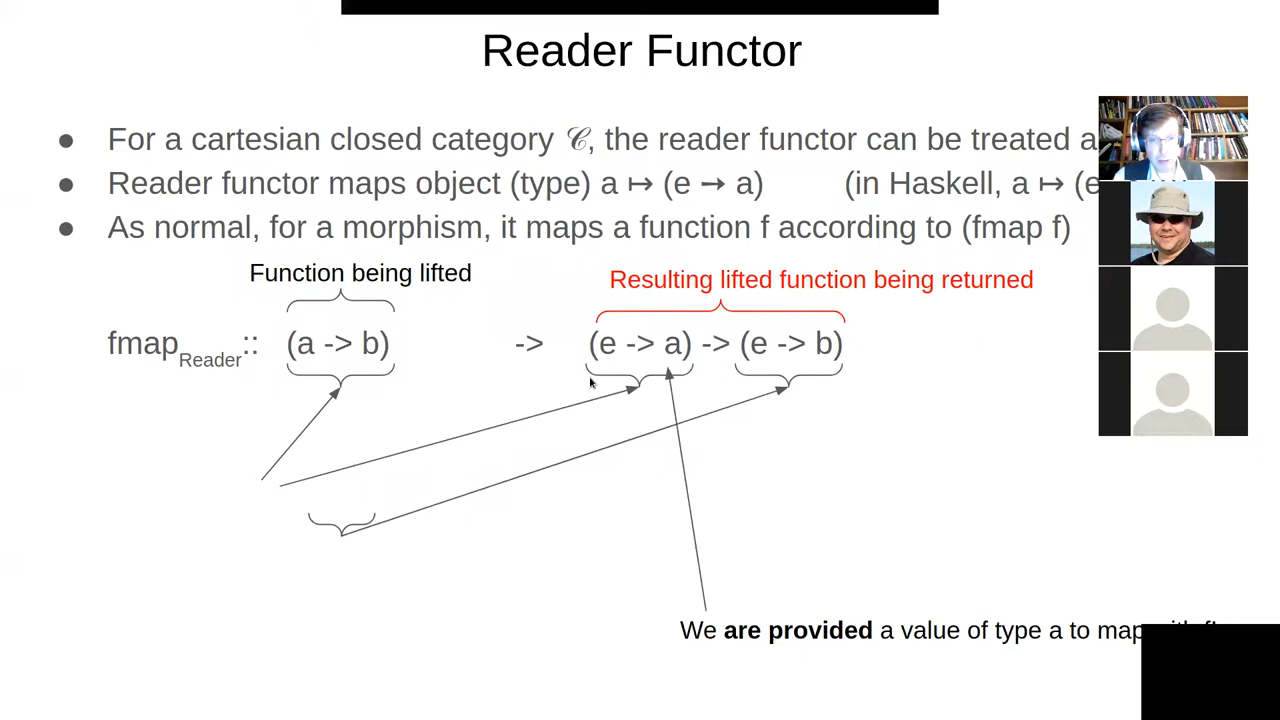 Reader Functor
● For a cartesian closed category 𝒞, the reader functor can be treated a
● Reader functor maps object (type) a ↦ (e ➞ a) (in Haskell, a ↦ (e
● As normal, for a morphism, it maps a function f according to (fmap f)
Function being lifted
Resulting lifted function being returned
fmapReader:: (a -> b) -> (e -> a) -> (e -> b)
We are provided a value of type a to map